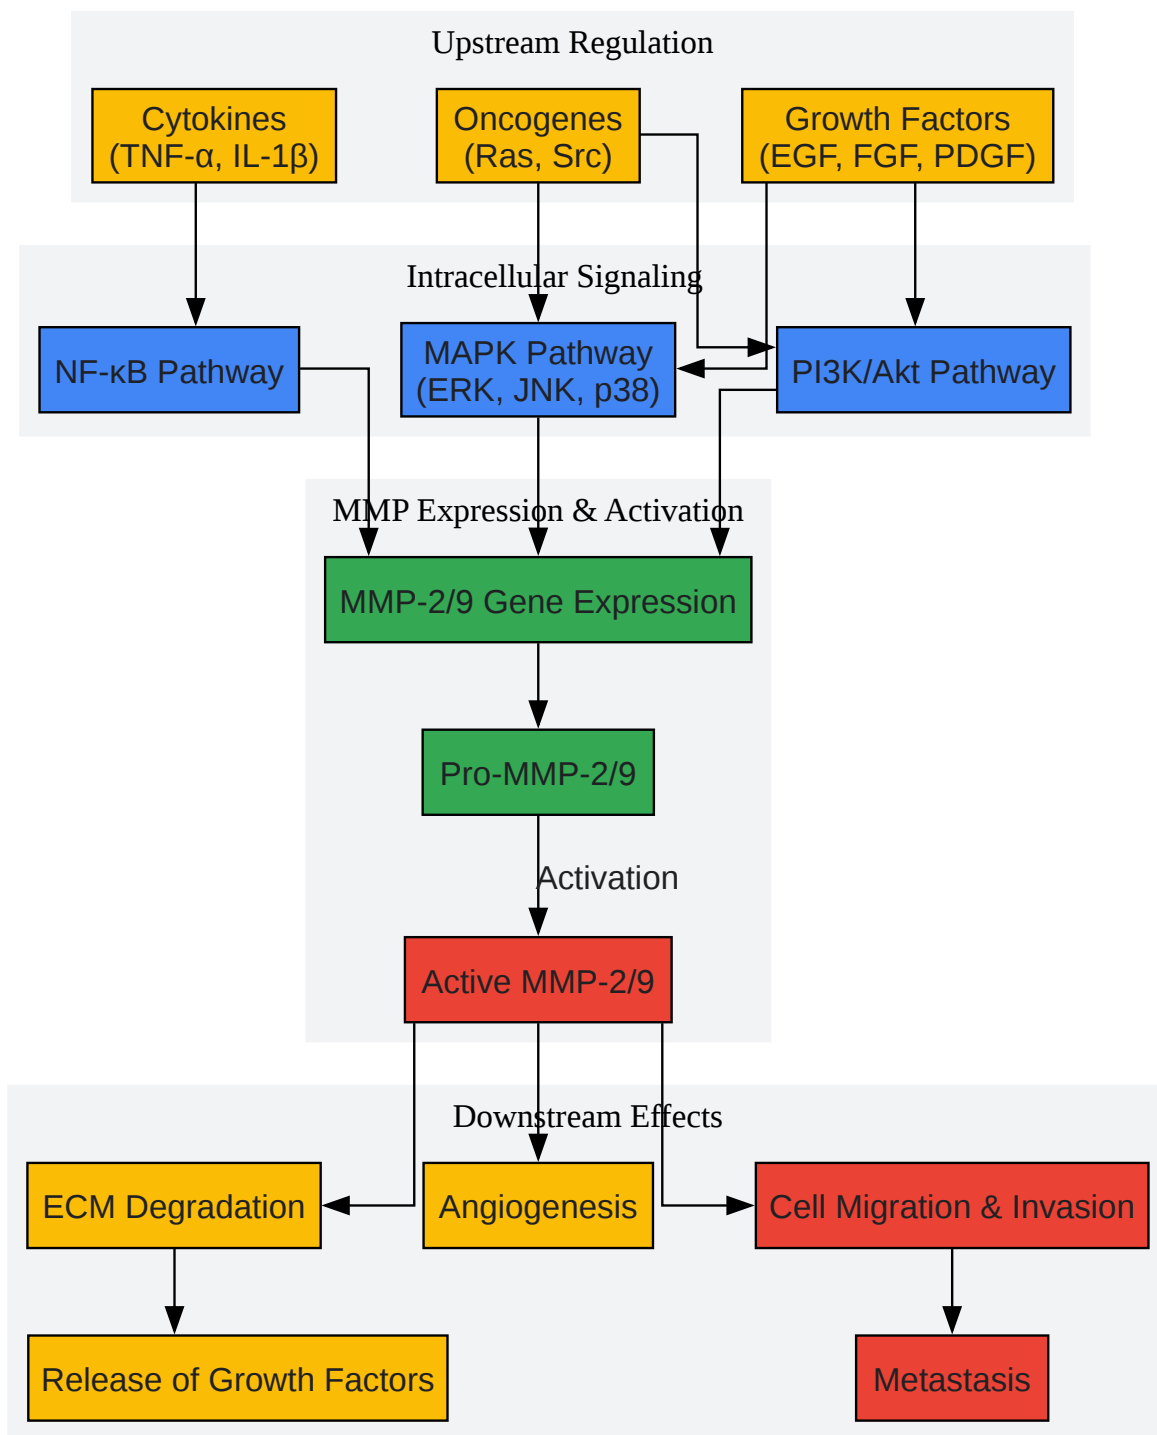 Upstream Regulation
Cytokines
(TNF-α, IL-1β)
Oncogenes
(Ras, Src)
Growth Factors
(EGF, FGF, PDGF)
Intracellular Signaling
NF-κB Pathway
MAPK Pathway
(ERK, JNK, p38)
PI3K/Akt Pathway
MMP Expression & Activation
MMP-2/9 Gene Expression
Pro-MMP-2/9
Activation
Active MMP-2/9
Downstream Effects
ECM Degradation
Angiogenesis
Cell Migration & Invasion
Release of Growth Factors
Metastasis